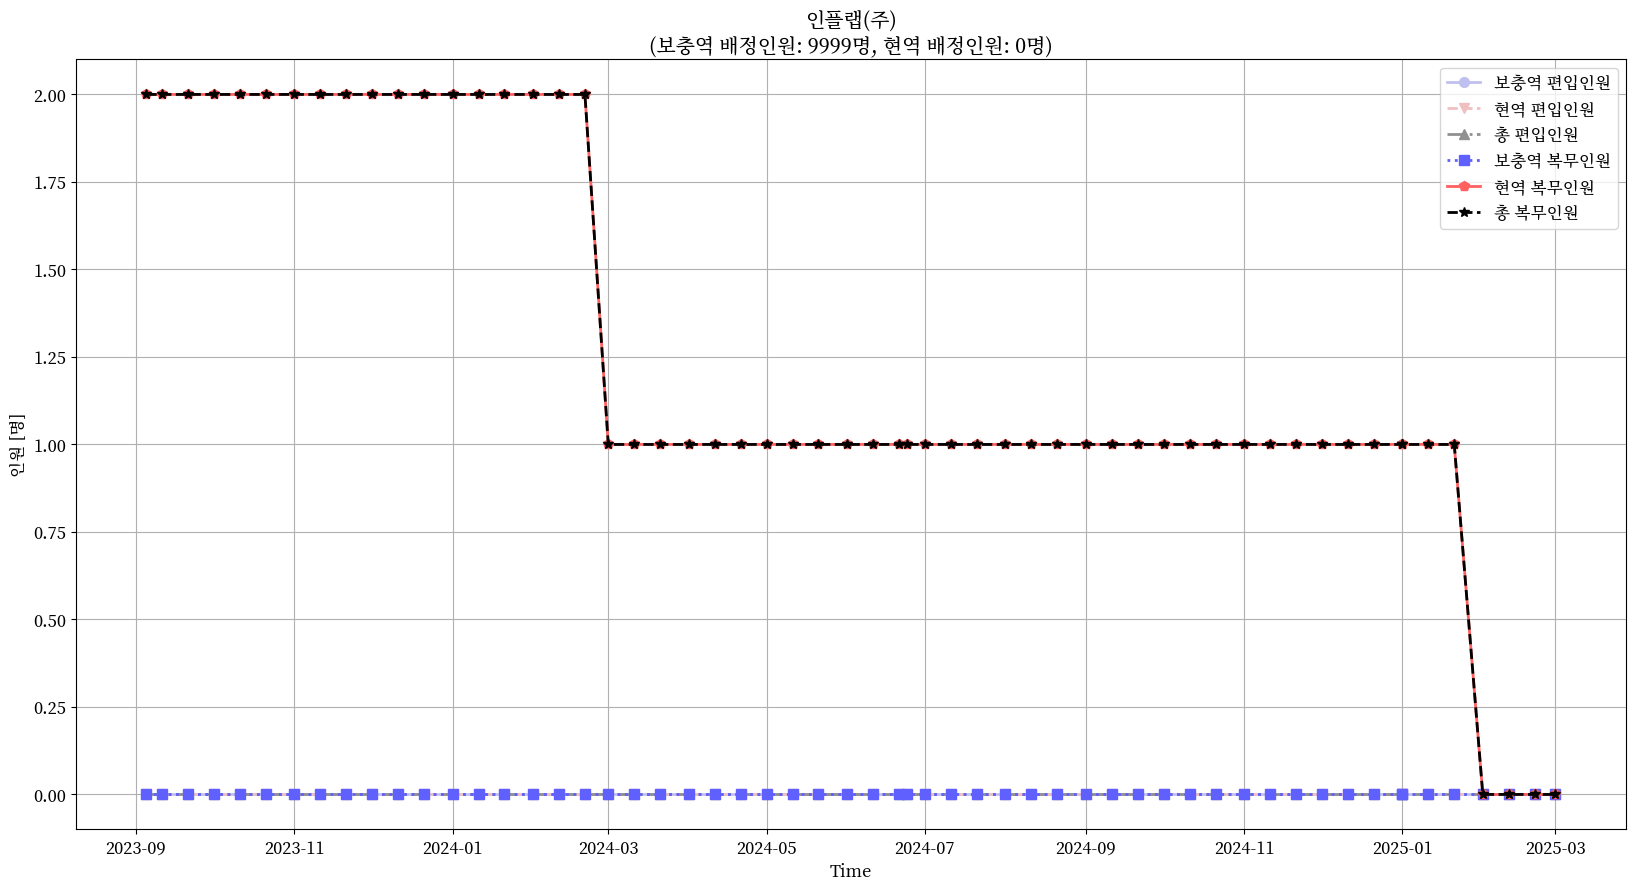 인플랩(주)
(보충역 배정인원: 9999명, 현역 배정인원: 0명)
보충역 편입인원
현역 편입인원
총 편입인원
보충역 복무인원
현역 복무인원
총 복무인원
인원 [명]
2.00
1.75
1.50
1.25
1.00
0.75
0.50
0.25
0.00
2023-09 2023-11 2024-01 2024-03 2024-05 2024-07 2024-09 2024-11 2025-01 2025-03
Time